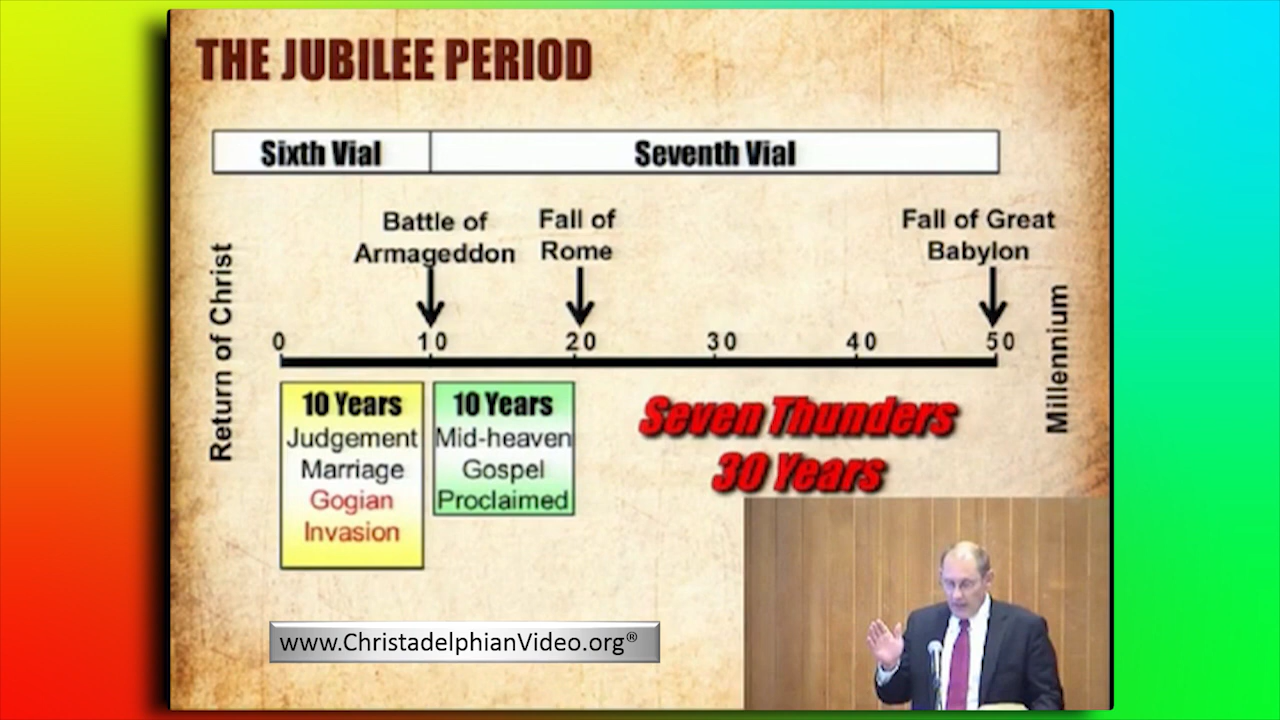 THE JUBILEE PERIOD
Sixth Vial
Seventh Vial
Battle of
Armageddon
Fall of
Rome
Fall of Great
Babylon
Return of Christ
0 10 20 30 40 50
Millennium
10 Years
Judgement
Marriage
Gogian
Invasion
10 Years
Mid-heaven
Gospel
Proclaimed
Seven Thunders
30 Years
www.ChristadelphianVideo.org®